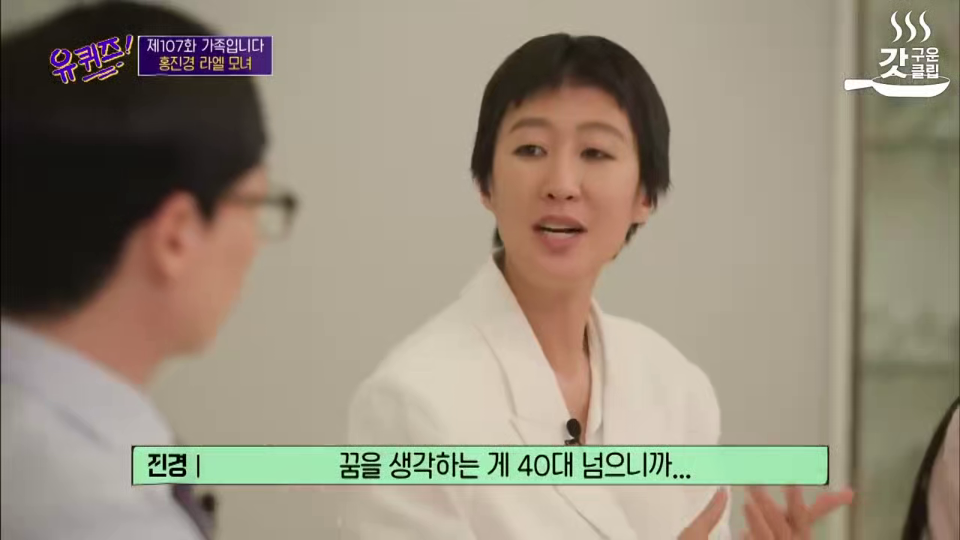 유퀴즈!
제107화 가족입니다
홍진경 라엘 모녀
갓구운
클립
진경 | 꿈을 생각하는 게 40대 넘으니까...